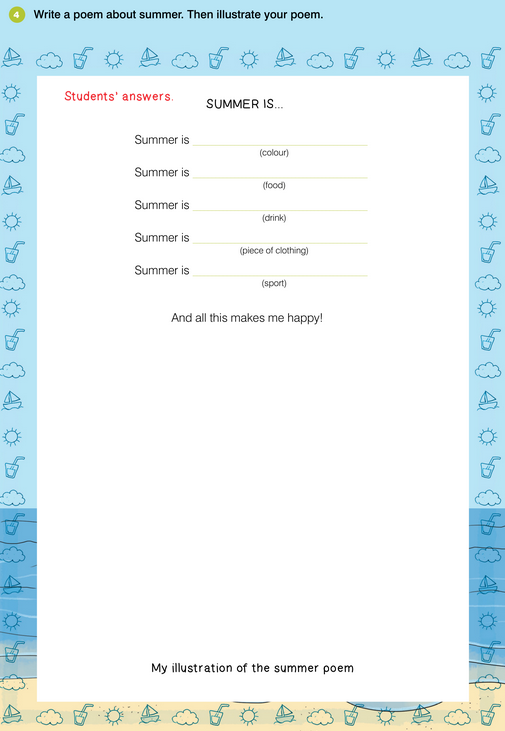 4 Write a poem about summer. Then illustrate your poem.
Students' answers.
SUMMER IS...
Summer is
(colour)
Summer is
(food)
Summer is
(drink)
Summer is
(piece of clothing)
Summer is
(sport)
And all this makes me happy!
My illustration of the summer poem